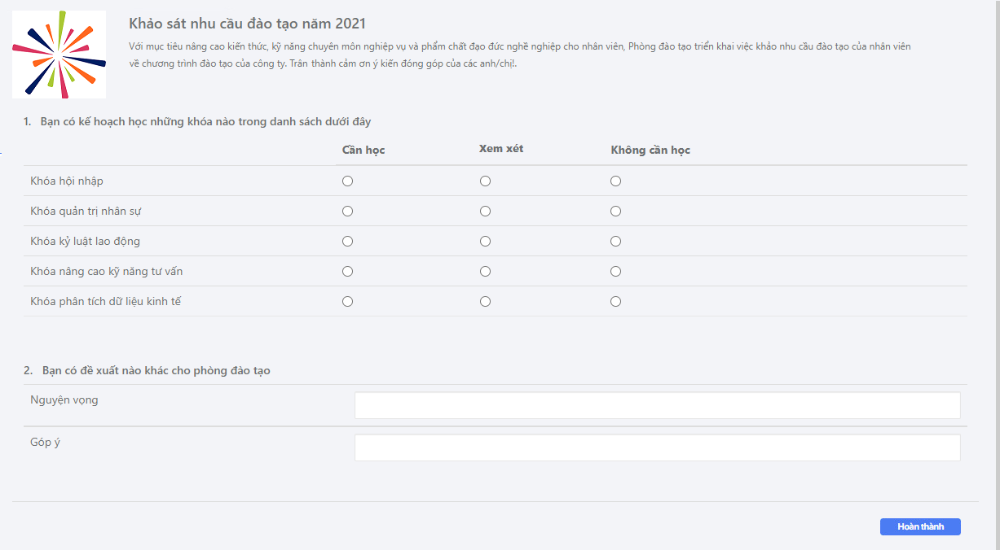 Khảo sát nhu cầu đào tạo năm 2021
Với mục tiêu nâng cao kiến thức, kỹ năng chuyên môn nghiệp vụ và phẩm chất đạo đức nghề nghiệp cho nhân viên, Phòng đào tạo triển khai việc khảo nhu cầu đào tạo của nhân viên
về chương trình đào tạo của công ty. Trân thành cảm ơn ý kiến đóng góp của các anh/chị!.
1. Bạn có kế hoạch học những khóa nào trong danh sách dưới đây
Cần học Xem xét Không cần học
Khóa hội nhập
Khóa quản trị nhân sự
Khóa kỷ luật lao động
Khóa nâng cao kỹ năng tư vấn
Khóa phân tích dữ liệu kinh tế
2. Bạn có đề xuất nào khác cho phòng đào tạo
Nguyện vọng
Góp ý
Hoàn thành